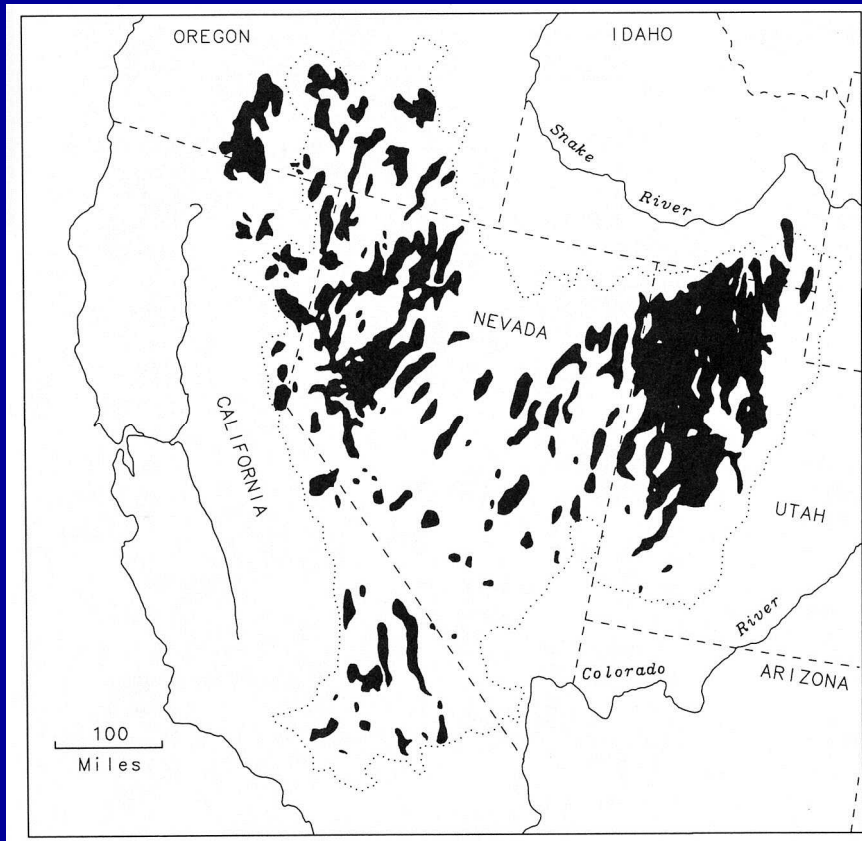 OREGON
IDAHO
Snake
River
NEVADA
CALIFORNIA
UTAH
River
Colorado
ARIZONA
100
Miles